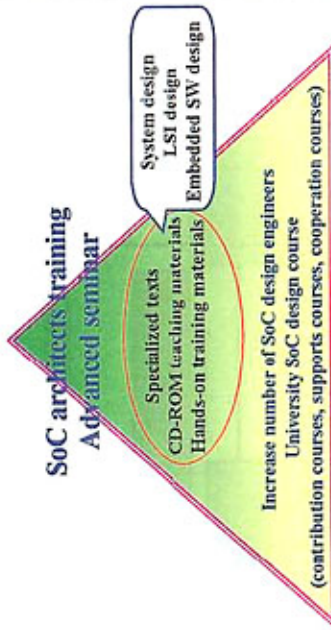 SoC architects training
Advanced seminar
Specialized texts
CD-ROM teaching materials
Hands-on training materials
System design
LSI design
Embedded SW design
Increase number of SoC design engineers
University SoC design course
(contribution courses, supports courses, cooperation courses)